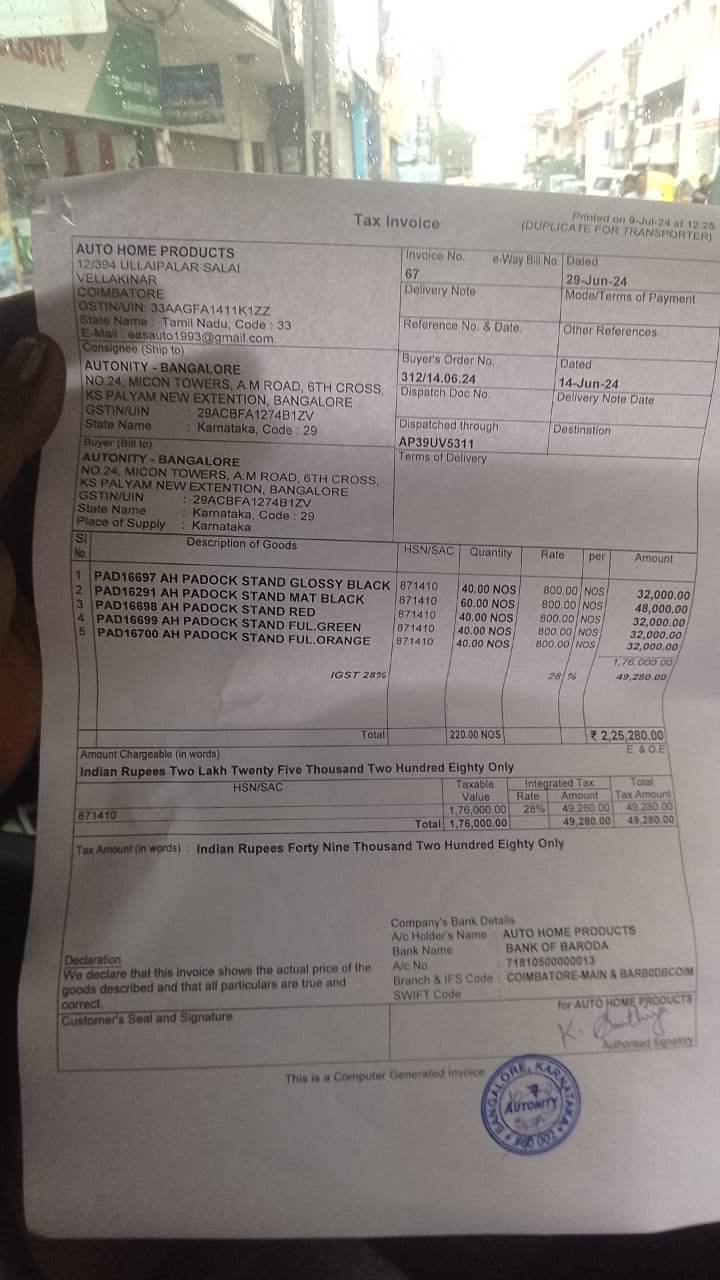 Printed on 9-Jul-24 at 12:25
Tax Invoice
(DUPLICATE FOR TRANSPORTER)
AUTO HOME PRODUCTS
12/394 ULLAIPALAR SALAI
VELLAKINAR
COIMBATORE
GSTIN/UIN: 33AAGFA1411K1ZZ
State Name : Tamil Nadu, Code : 33
E-Mail : easauto1993@gmail.com
Invoice No. e-Way Bill No. Dated
67 29-Jun-24
Delivery Note Mode/Terms of Payment
Reference No. & Date. Other References
Consignee (Ship to)
AUTONITY - BANGALORE
NO.24, MICON TOWERS, A.M ROAD, 6TH CROSS,
KS PALYAM NEW EXTENTION, BANGALORE
GSTIN/UIN : 29ACBFA1274B1ZV
State Name : Karnataka, Code : 29
Buyer's Order No. Dated
312/14.06.24 14-Jun-24
Dispatch Doc No. Delivery Note Date
Dispatched through Destination
AP39UV5311
Terms of Delivery
Buyer (Bill to)
AUTONITY - BANGALORE
NO.24, MICON TOWERS, A.M ROAD, 6TH CROSS,
KS PALYAM NEW EXTENTION, BANGALORE
GSTIN/UIN : 29ACBFA1274B1ZV
State Name : Karnataka, Code : 29
Place of Supply : Karnataka
Sl No. Description of Goods HSN/SAC Quantity Rate per Amount
1 PAD16697 AH PADOCK STAND GLOSSY BLACK 871410 40.00 NOS 800.00 NOS 32,000.00
2 PAD16291 AH PADOCK STAND MAT BLACK 871410 60.00 NOS 800.00 NOS 48,000.00
3 PAD16698 AH PADOCK STAND RED 871410 40.00 NOS 800.00 NOS 32,000.00
4 PAD16699 AH PADOCK STAND FUL.GREEN 871410 40.00 NOS 800.00 NOS 32,000.00
5 PAD16700 AH PADOCK STAND FUL.ORANGE 871410 40.00 NOS 800.00 NOS 32,000.00
1,76,000.00
IGST 28% 28 % 49,280.00
Total 220.00 NOS ₹ 2,25,280.00
Amount Chargeable (in words) E. & O.E
Indian Rupees Two Lakh Twenty Five Thousand Two Hundred Eighty Only
HSN/SAC Taxable Value Integrated Tax Rate Amount Total Tax Amount
871410 1,76,000.00 28% 49,280.00 49,280.00
Total 1,76,000.00 49,280.00 49,280.00
Tax Amount (in words) : Indian Rupees Forty Nine Thousand Two Hundred Eighty Only
Company's Bank Details
A/c Holder's Name : AUTO HOME PRODUCTS
Bank Name : BANK OF BARODA
A/c No. : 71810500000013
Branch & IFS Code : COIMBATORE-MAIN & BARB0DBCOIM
SWIFT Code :
Declaration
We declare that this invoice shows the actual price of the
goods described and that all particulars are true and
correct.
Customer's Seal and Signature
for AUTO HOME PRODUCTS
Authorised Signatory
This is a Computer Generated Invoice
BANGALORE, KARNATAKA
AUTONITY
560 002